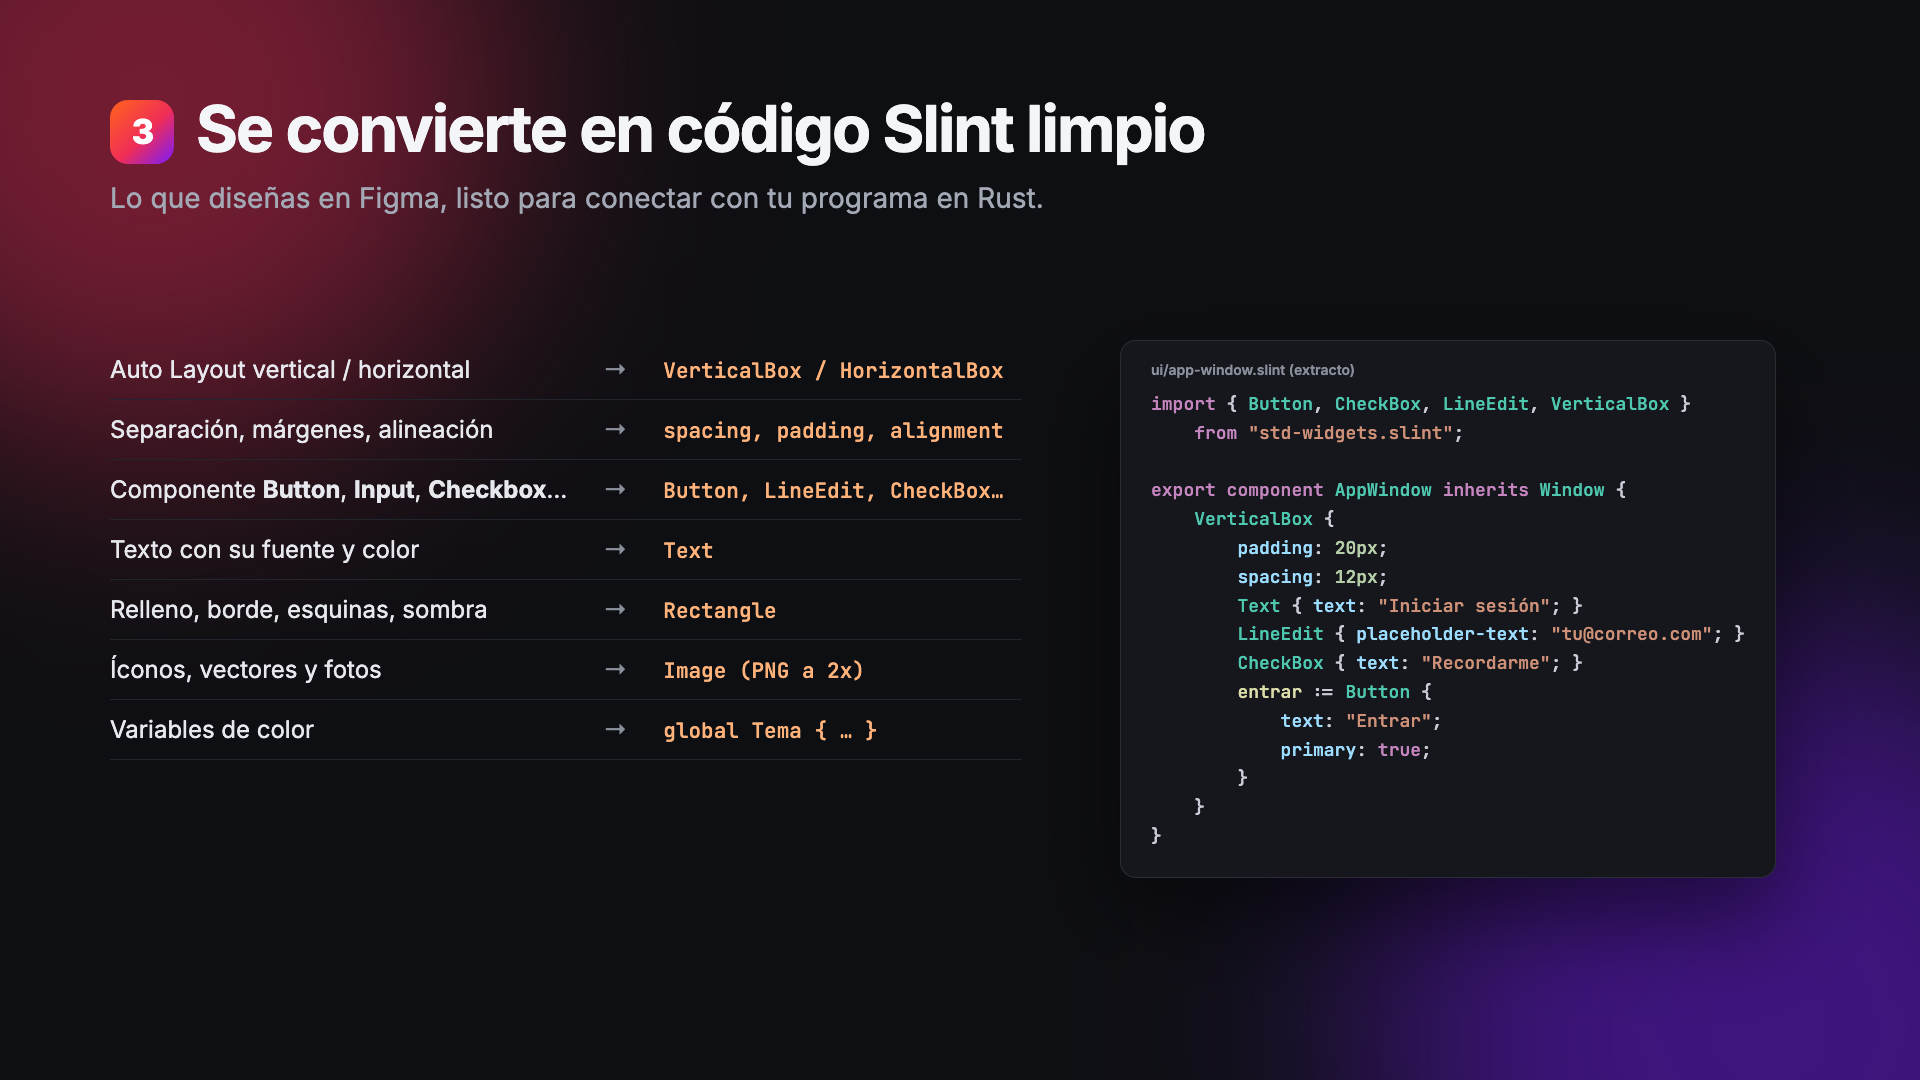 3 Se convierte en código Slint limpio
Lo que diseñas en Figma, listo para conectar con tu programa en Rust.
Auto Layout vertical / horizontal → VerticalBox / HorizontalBox
Separación, márgenes, alineación → spacing, padding, alignment
Componente Button, Input, Checkbox… → Button, LineEdit, CheckBox…
Texto con su fuente y color → Text
Relleno, borde, esquinas, sombra → Rectangle
Íconos, vectores y fotos → Image (PNG a 2x)
Variables de color → global Tema { … }
ui/app-window.slint (extracto)
import { Button, CheckBox, LineEdit, VerticalBox }
    from "std-widgets.slint";
export component AppWindow inherits Window {
    VerticalBox {
        padding: 20px;
        spacing: 12px;
        Text { text: "Iniciar sesión"; }
        LineEdit { placeholder-text: "tu@correo.com"; }
        CheckBox { text: "Recordarme"; }
        entrar := Button {
            text: "Entrar";
            primary: true;
        }
    }
}